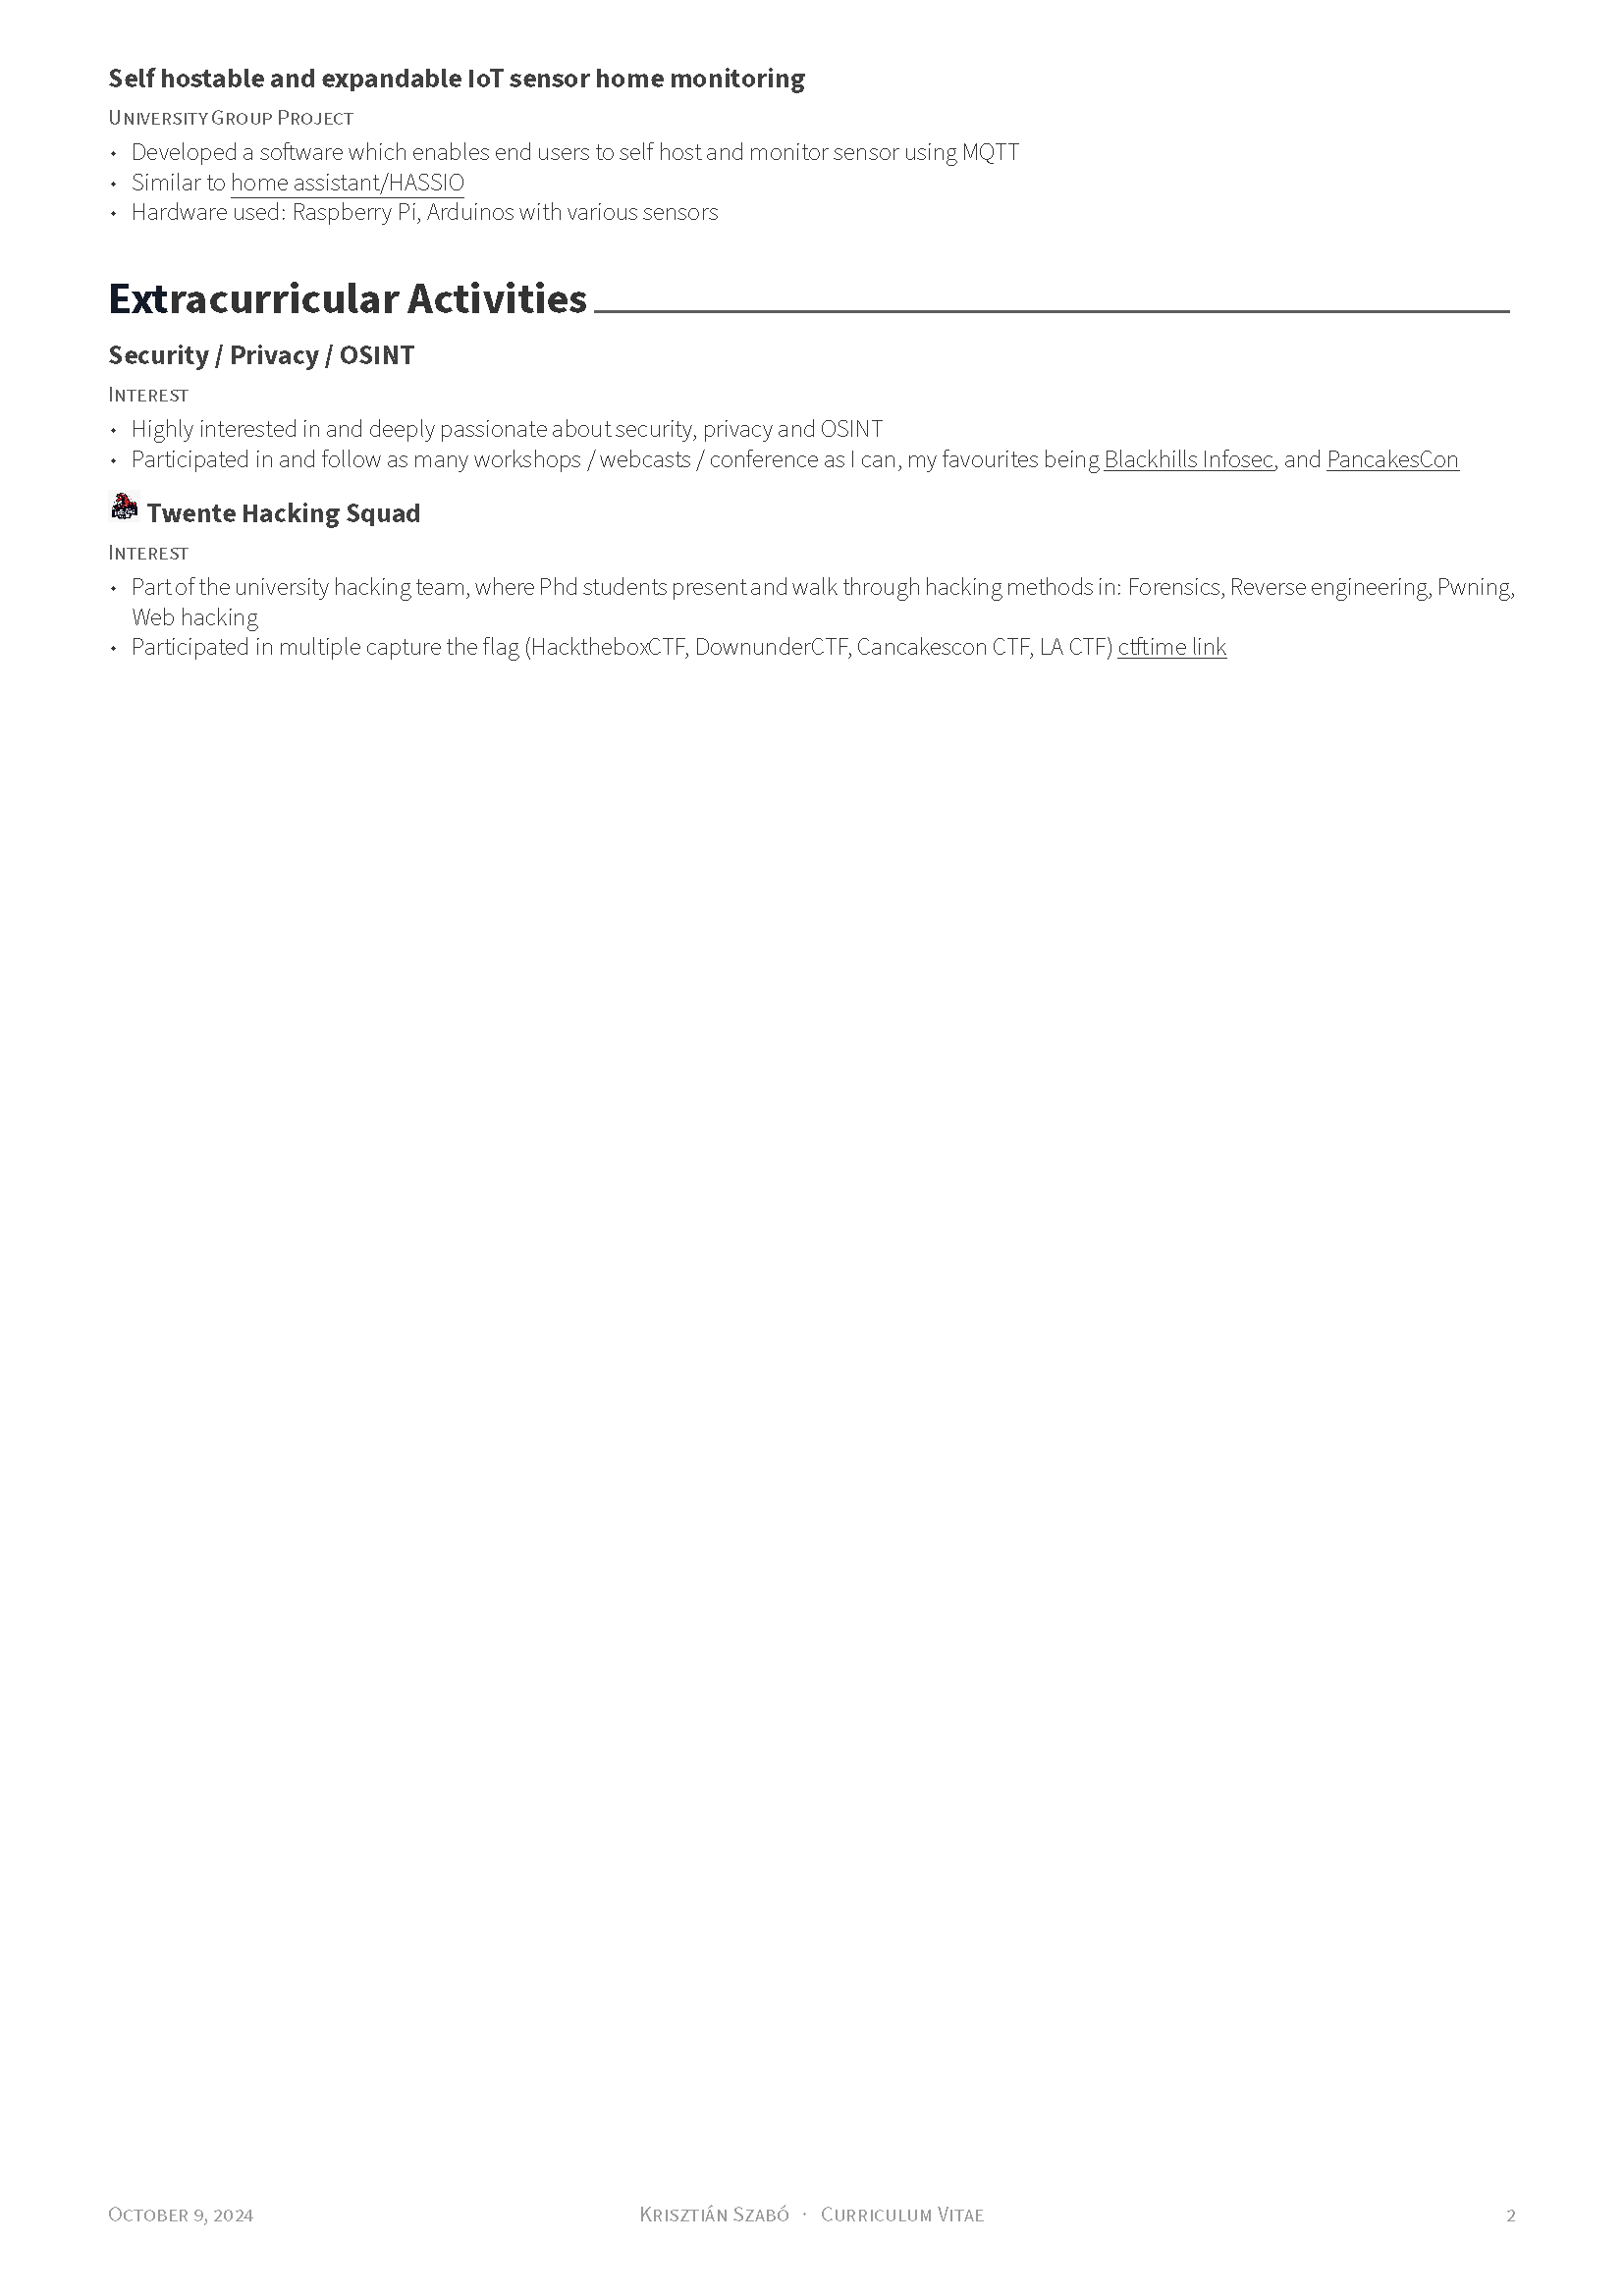 Self hostable and expandable IoT sensor home monitoring
University Group Project
• Developed a software which enables end users to self host and monitor sensor using MQTT
• Similar to home assistant/HASSIO
• Hardware used: Raspberry Pi, Arduinos with various sensors
Extracurricular Activities
Security / Privacy / OSINT
Interest
• Highly interested in and deeply passionate about security, privacy and OSINT
• Participated in and follow as many workshops / webcasts / conference as I can, my favourites being Blackhills Infosec, and PancakesCon
Twente Hacking Squad
Interest
• Part of the university hacking team, where Phd students present and walk through hacking methods in: Forensics, Reverse engineering, Pwning,
Web hacking
• Participated in multiple capture the flag (HacktheboxCTF, DownunderCTF, Cancakescon CTF, LA CTF) ctftime link
October 9, 2024 Krisztián Szabó · Curriculum Vitae 2